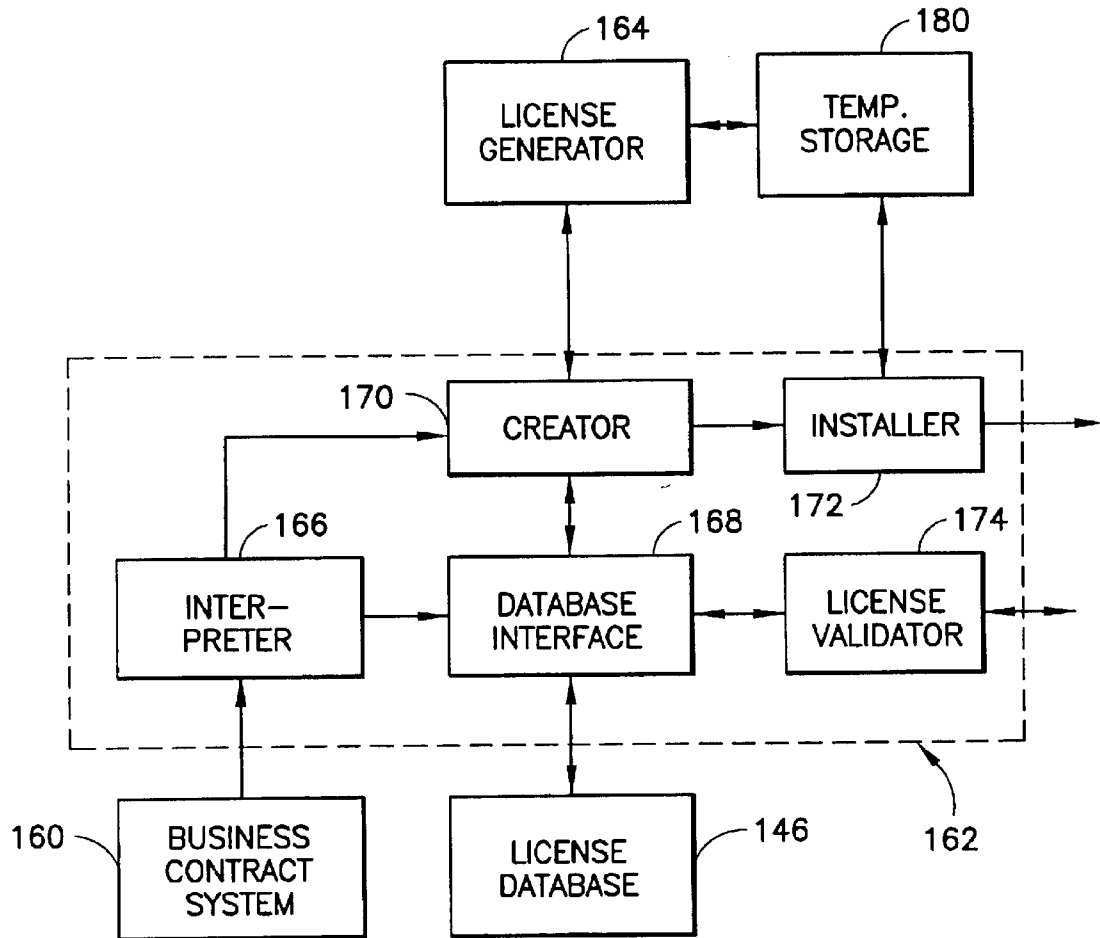 164
180
LICENSE
GENERATOR
TEMP.
STORAGE
170
CREATOR
INSTALLER
172
166
168
174
INTER-
PRETER
DATABASE
INTERFACE
LICENSE
VALIDATOR
162
160
BUSINESS
CONTRACT
SYSTEM
LICENSE
DATABASE
146